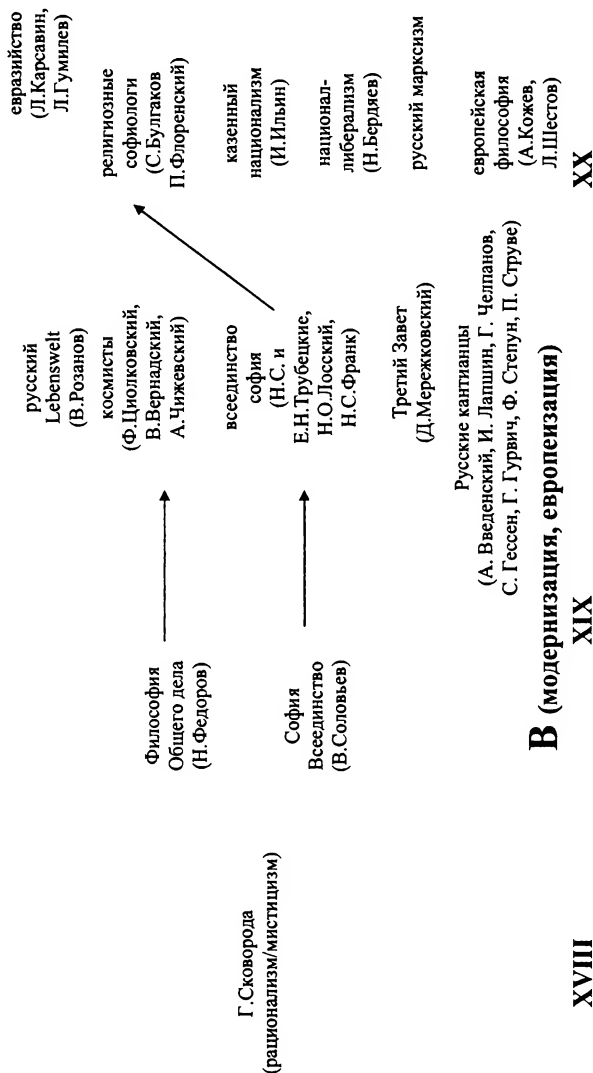 Г.Сковорода
(рационализм/мистицизм)
Философия
Общего дела
(Н.Федоров)
София
Всеединство
(В.Соловьев)
русский
Lebenswelt
(В.Розанов)
космисты
(Ф.Циолковский,
В.Вернадский,
А.Чижевский)
всеединство
софия
(Н.С. и
Е.Н.Трубецкие,
Н.О.Лосский,
Н.С.Франк)
Третий Завет
(Д.Мережковский)
Русские кантианцы
(А. Введенский, И. Лапшин, Г. Челпанов,
С. Гессен, Г. Гурвич, Ф. Степун, П. Струве)
евразийство
(Л.Карсавин,
Л.Гумилев)
религиозные
софиологи
(С.Булгаков
П.Флоренский)
казенный
национализм
(И.Ильин)
национал-
либерализм
(Н.Бердяев)
русский марксизм
европейская
философия
(А.Кожев,
Л.Шестов)
В (модернизация, европеизация)
XVIII
XIX
XX